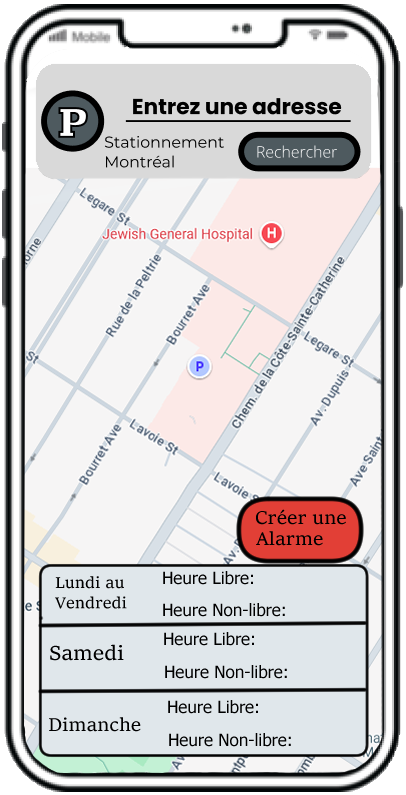 Mobile
P
Entrez une adresse
Stationnement
Montréal
Rechercher
Legare St
Jewish General Hospital
H
Rue de la Peltrie
Bourret Ave
Chem. de la Côte-Sainte-Catherine
Legare St
St
P
Av. Dupuis
Bourret Ave
Lavoie St
Lavoie
Créer une
Alarme
Lundi au
Vendredi
Heure Libre:
Heure Non-libre:
Samedi
Heure Libre:
Heure Non-libre:
Dimanche
Heure Libre:
Heure Non-libre: